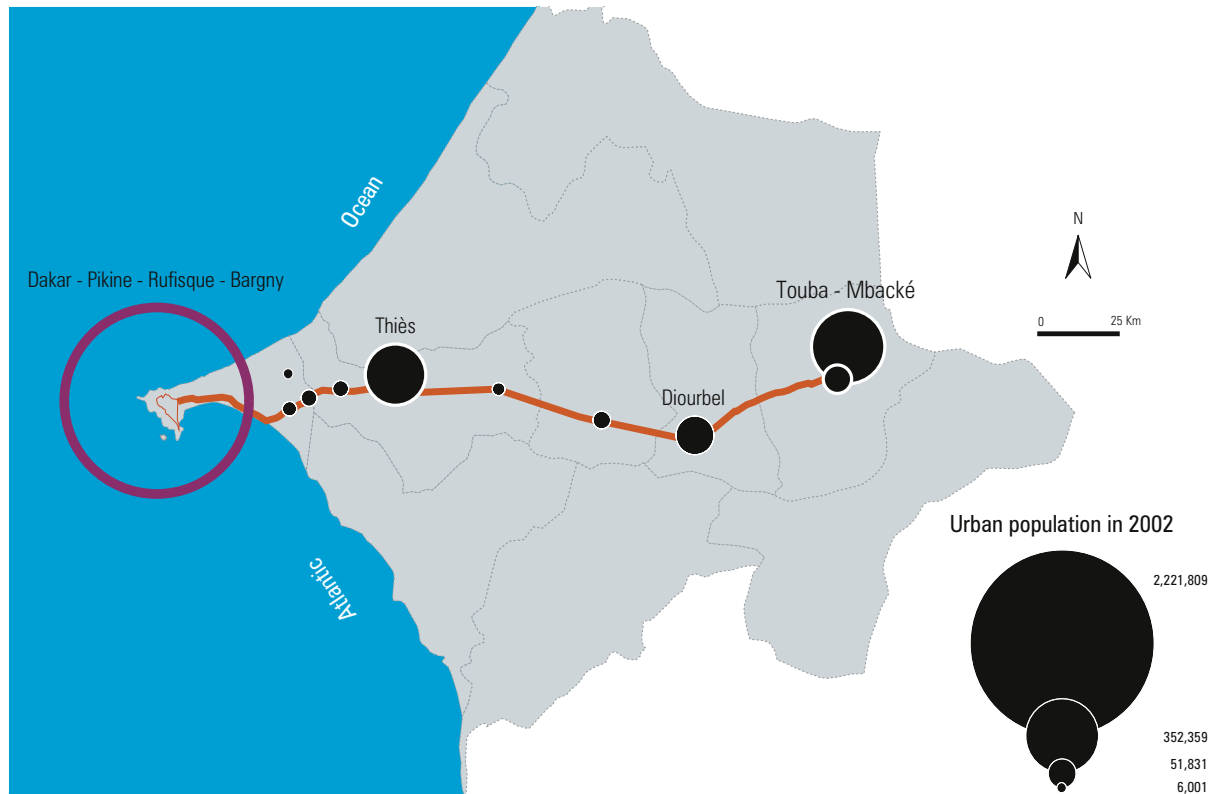 Ocean
N
Dakar - Pikine - Rufisque - Bargny
Touba - Mbacké
0 25 Km
Thiès
Diourbel
Atlantic
Urban population in 2002
2,221,809
352,359
51,831
6,001